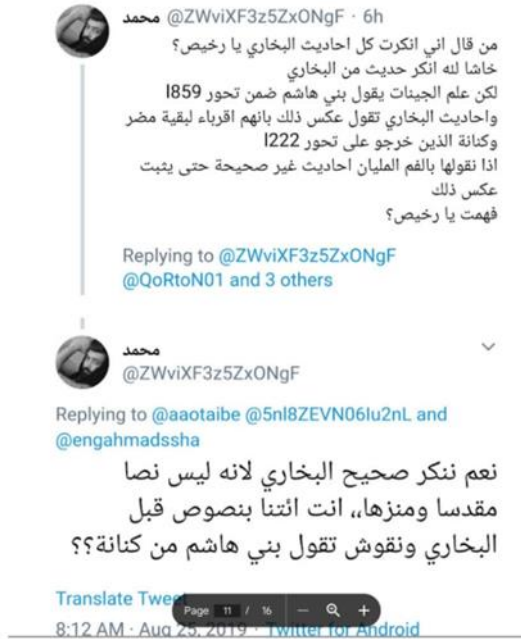 محمد @ZWviXF3z5ZxONgF · 6h
من قال اني انكرت كل احاديث البخاري يا رخيص؟
خاشا لله انكر حديث من البخاري
لكن علم الجينات يقول بني هاشم ضمن تحور l859
واحاديث البخاري تقول عكس ذلك بانهم اقرباء لبقية مضر
وكنانة الذين خرجو على تحور l222
اذا نقولها بالفم المليان احاديث غير صحيحة حتى يثبت
عكس ذلك
فهمت يا رخيص؟
Replying to @ZWviXF3z5ZxONgF
@QoRtoN01 and 3 others
محمد
@ZWviXF3z5ZxONgF
Replying to @aaotaibe @5nl8ZEVN06lu2nL and
@engahmadssha
نعم ننكر صحيح البخاري لانه ليس نصا
مقدسا ومنزها،، انت ائتنا بنصوص قبل
البخاري ونقوش تقول بني هاشم من كنانة؟؟
Translate Tweet
Page 11 / 16 − +
8:12 AM · Aug 25, 2019 · Twitter for Android